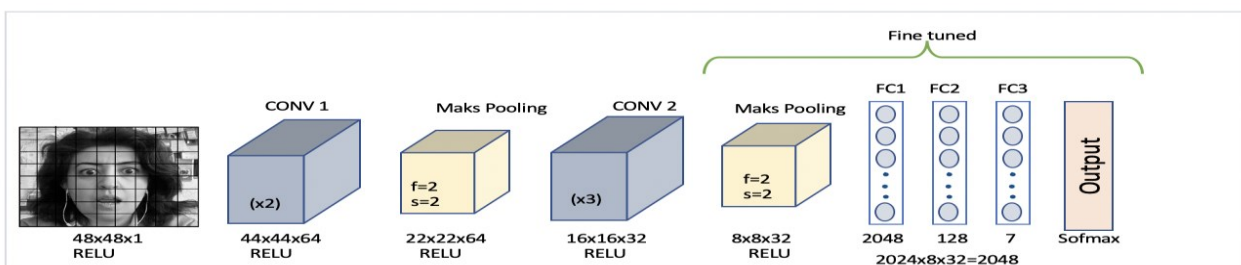 Fine tuned
CONV 1
Maks Pooling
CONV 2
Maks Pooling
FC1
FC2
FC3
(x2)
f=2
s=2
(x3)
f=2
s=2
Output
48x48x1
RELU
44x44x64
RELU
22x22x64
RELU
16x16x32
RELU
8x8x32
RELU
2048
128
7
Sofmax
2024x8x32=2048